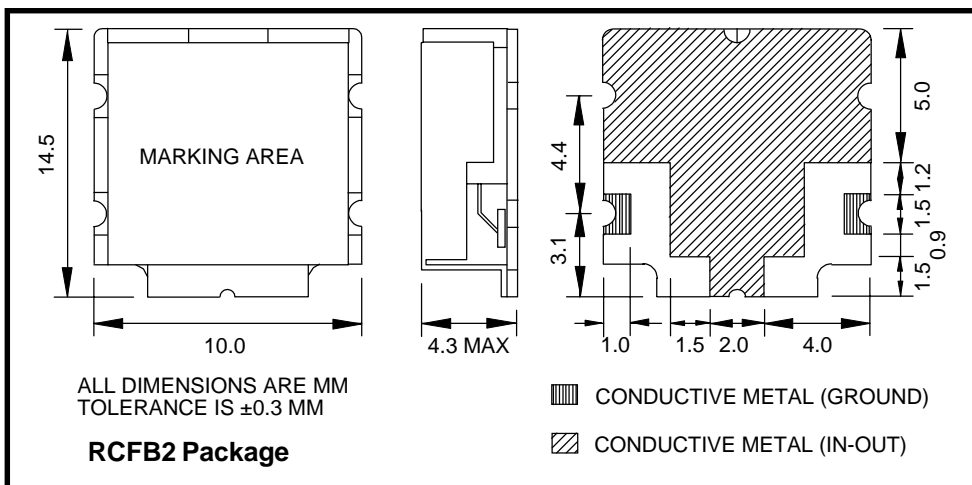 14.5
MARKING AREA
10.0
4.3 MAX
4.4
3.1
5.0
1.2
1.5
0.9
1.5
1.0
1.5
2.0
4.0
ALL DIMENSIONS ARE MM
TOLERANCE IS ±0.3 MM
RCFB2 Package
CONDUCTIVE METAL (GROUND)
CONDUCTIVE METAL (IN-OUT)